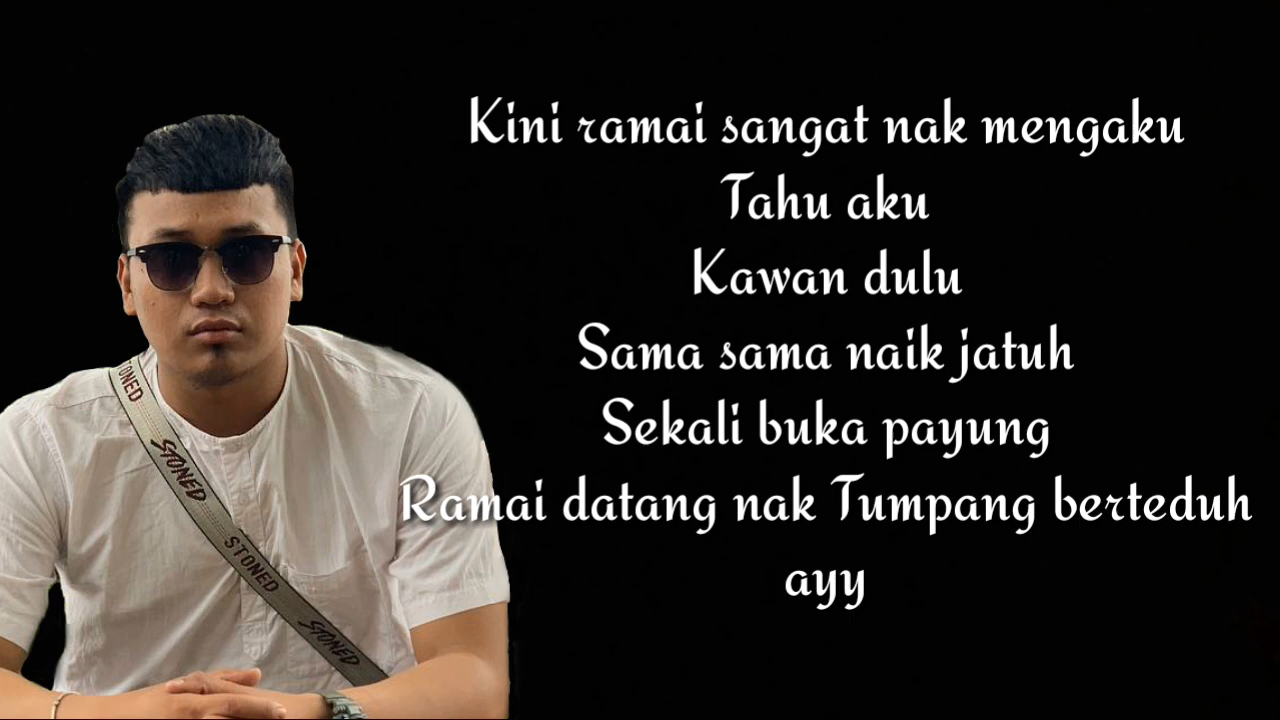 Kini ramai sangat nak mengaku
Tahu aku
Kawan dulu
Sama sama naik jatuh
Sekali buka payung
Ramai datang nak Tumpang berteduh
ayy
STONED
STONED
STONED
STONED